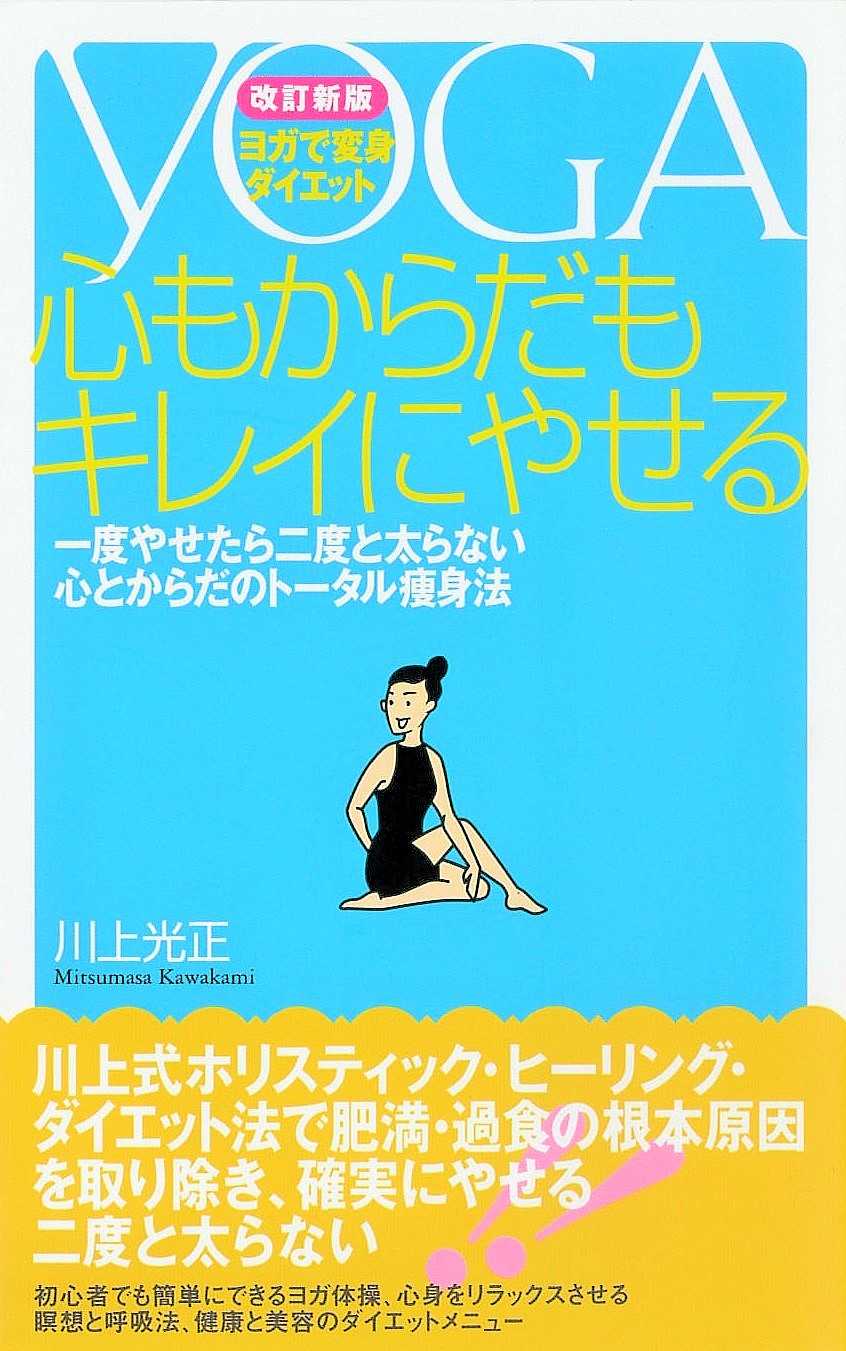 YOGA
改訂新版
ヨガで変身
ダイエット
心もからだも
キレイにやせる
一度やせたら二度と太らない
心とからだのトータル痩身法
川上光正
Mitsumasa Kawakami
川上式ホリスティック・ヒーリング・
ダイエット法で肥満・過食の根本原因
を取り除き、確実にやせる
二度と太らない!!
初心者でも簡単にできるヨガ体操、心身をリラックスさせる
瞑想と呼吸法、健康と美容のダイエットメニュー